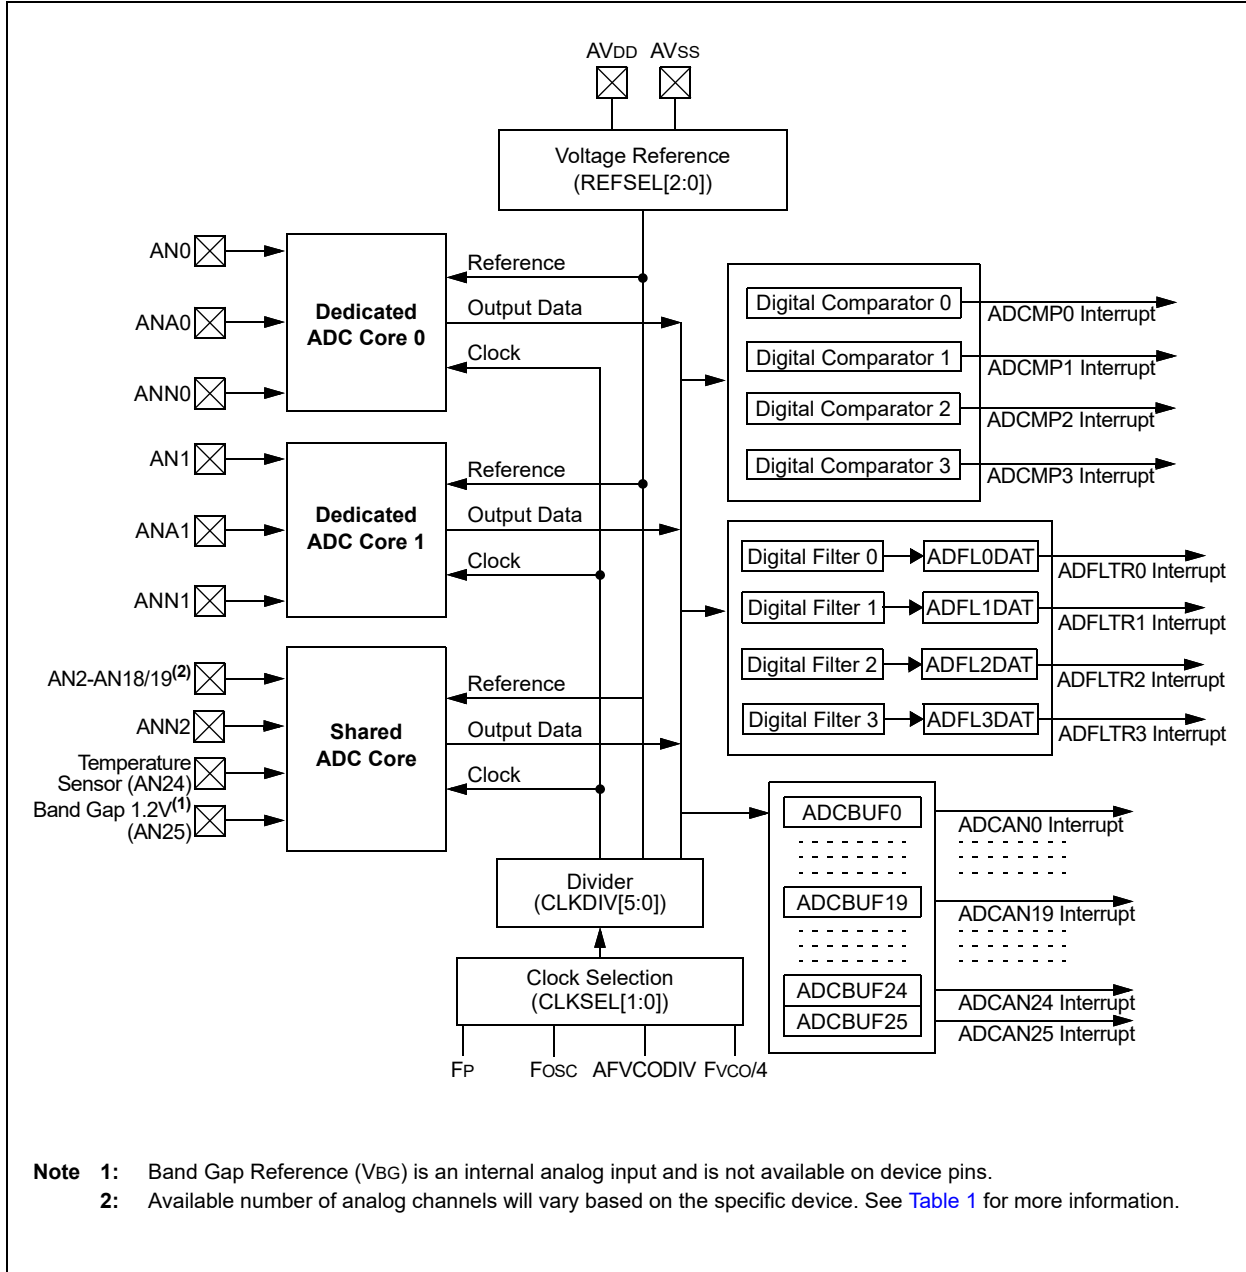 AVDD AVSS
Voltage Reference
(REFSEL[2:0])
AN0
ANA0
ANN0
Dedicated
ADC Core 0
Reference
Output Data
Clock
AN1
ANA1
ANN1
Dedicated
ADC Core 1
Reference
Output Data
Clock
AN2-AN18/19(2)
ANN2
Temperature
Sensor (AN24)
Band Gap 1.2V(1)
(AN25)
Shared
ADC Core
Reference
Output Data
Clock
Digital Comparator 0
ADCMP0 Interrupt
Digital Comparator 1
ADCMP1 Interrupt
Digital Comparator 2
ADCMP2 Interrupt
Digital Comparator 3
ADCMP3 Interrupt
Digital Filter 0
ADFL0DAT
ADFLTR0 Interrupt
Digital Filter 1
ADFL1DAT
ADFLTR1 Interrupt
Digital Filter 2
ADFL2DAT
ADFLTR2 Interrupt
Digital Filter 3
ADFL3DAT
ADFLTR3 Interrupt
ADCBUF0
ADCAN0 Interrupt
ADCBUF19
ADCAN19 Interrupt
ADCBUF24
ADCAN24 Interrupt
ADCBUF25
ADCAN25 Interrupt
Divider
(CLKDIV[5:0])
Clock Selection
(CLKSEL[1:0])
FP FOSC AFVCODIV FVCO/4
Note 1: Band Gap Reference (VBG) is an internal analog input and is not available on device pins.
2: Available number of analog channels will vary based on the specific device. See Table 1 for more information.